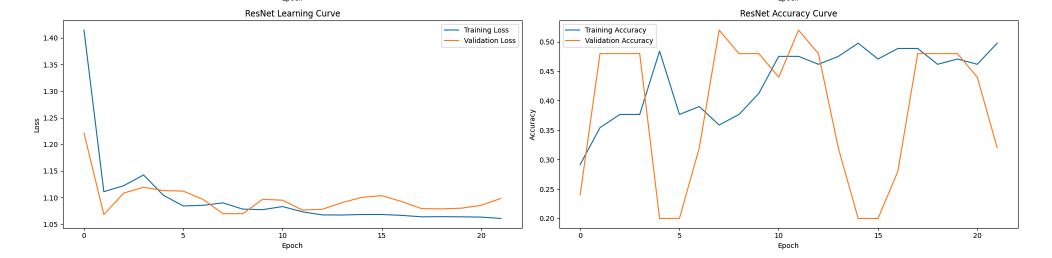 Epoch
Epoch
ResNet Learning Curve
ResNet Accuracy Curve
Training Loss
Validation Loss
Training Accuracy
Validation Accuracy
Loss
1.40
1.35
1.30
1.25
1.20
1.15
1.10
1.05
0 5 10 15 20
Epoch
Accuracy
0.50
0.45
0.40
0.35
0.30
0.25
0.20
0 5 10 15 20
Epoch